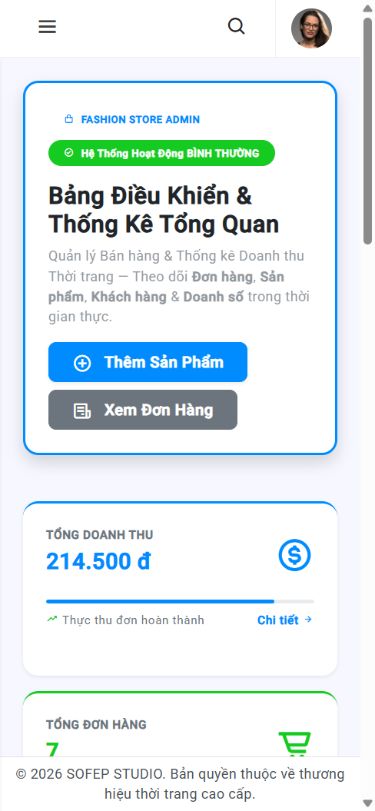 FASHION STORE ADMIN
Hệ Thống Hoạt Động BÌNH THƯỜNG
Bảng Điều Khiển &
Thống Kê Tổng Quan
Quản lý Bán hàng & Thống kê Doanh thu
Thời trang — Theo dõi Đơn hàng, Sản
phẩm, Khách hàng & Doanh số trong thời
gian thực.
Thêm Sản Phẩm
Xem Đơn Hàng
TỔNG DOANH THU
214.500 đ
Thực thu đơn hoàn thành
Chi tiết
TỔNG ĐƠN HÀNG
7
© 2026 SOFEP STUDIO. Bản quyền thuộc về thương
hiệu thời trang cao cấp.